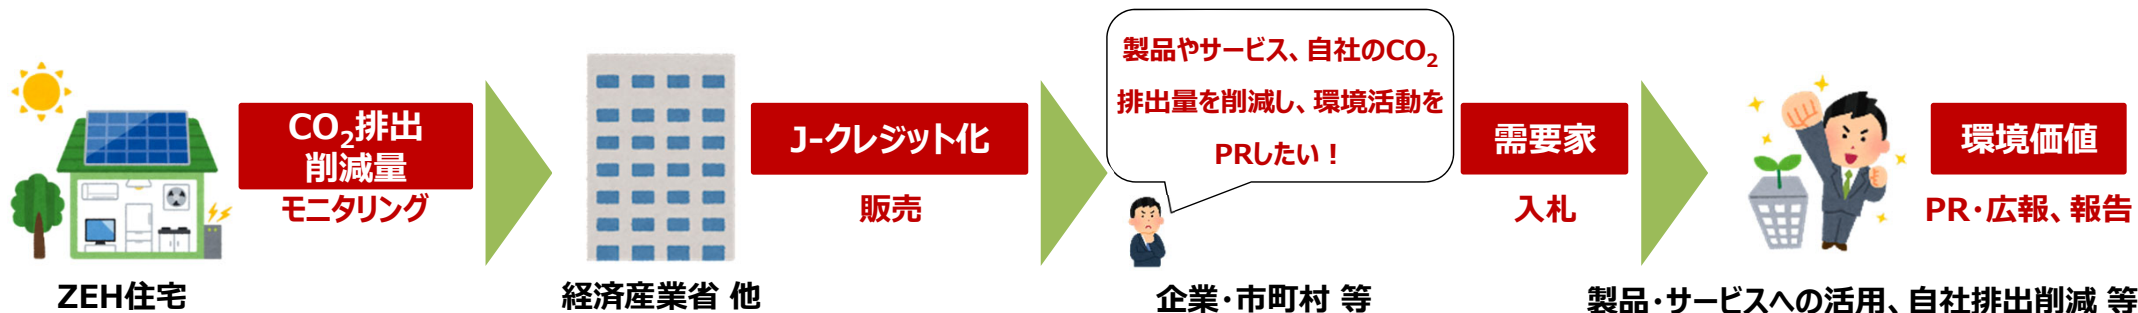 CO₂排出
削減量
モニタリング
ZEH住宅
J-クレジット化
販売
経済産業省 他
製品やサービス、自社のCO₂
排出量を削減し、環境活動を
PRしたい！
需要家
入札
企業・市町村 等
環境価値
PR・広報、報告
製品・サービスへの活用、自社排出削減 等